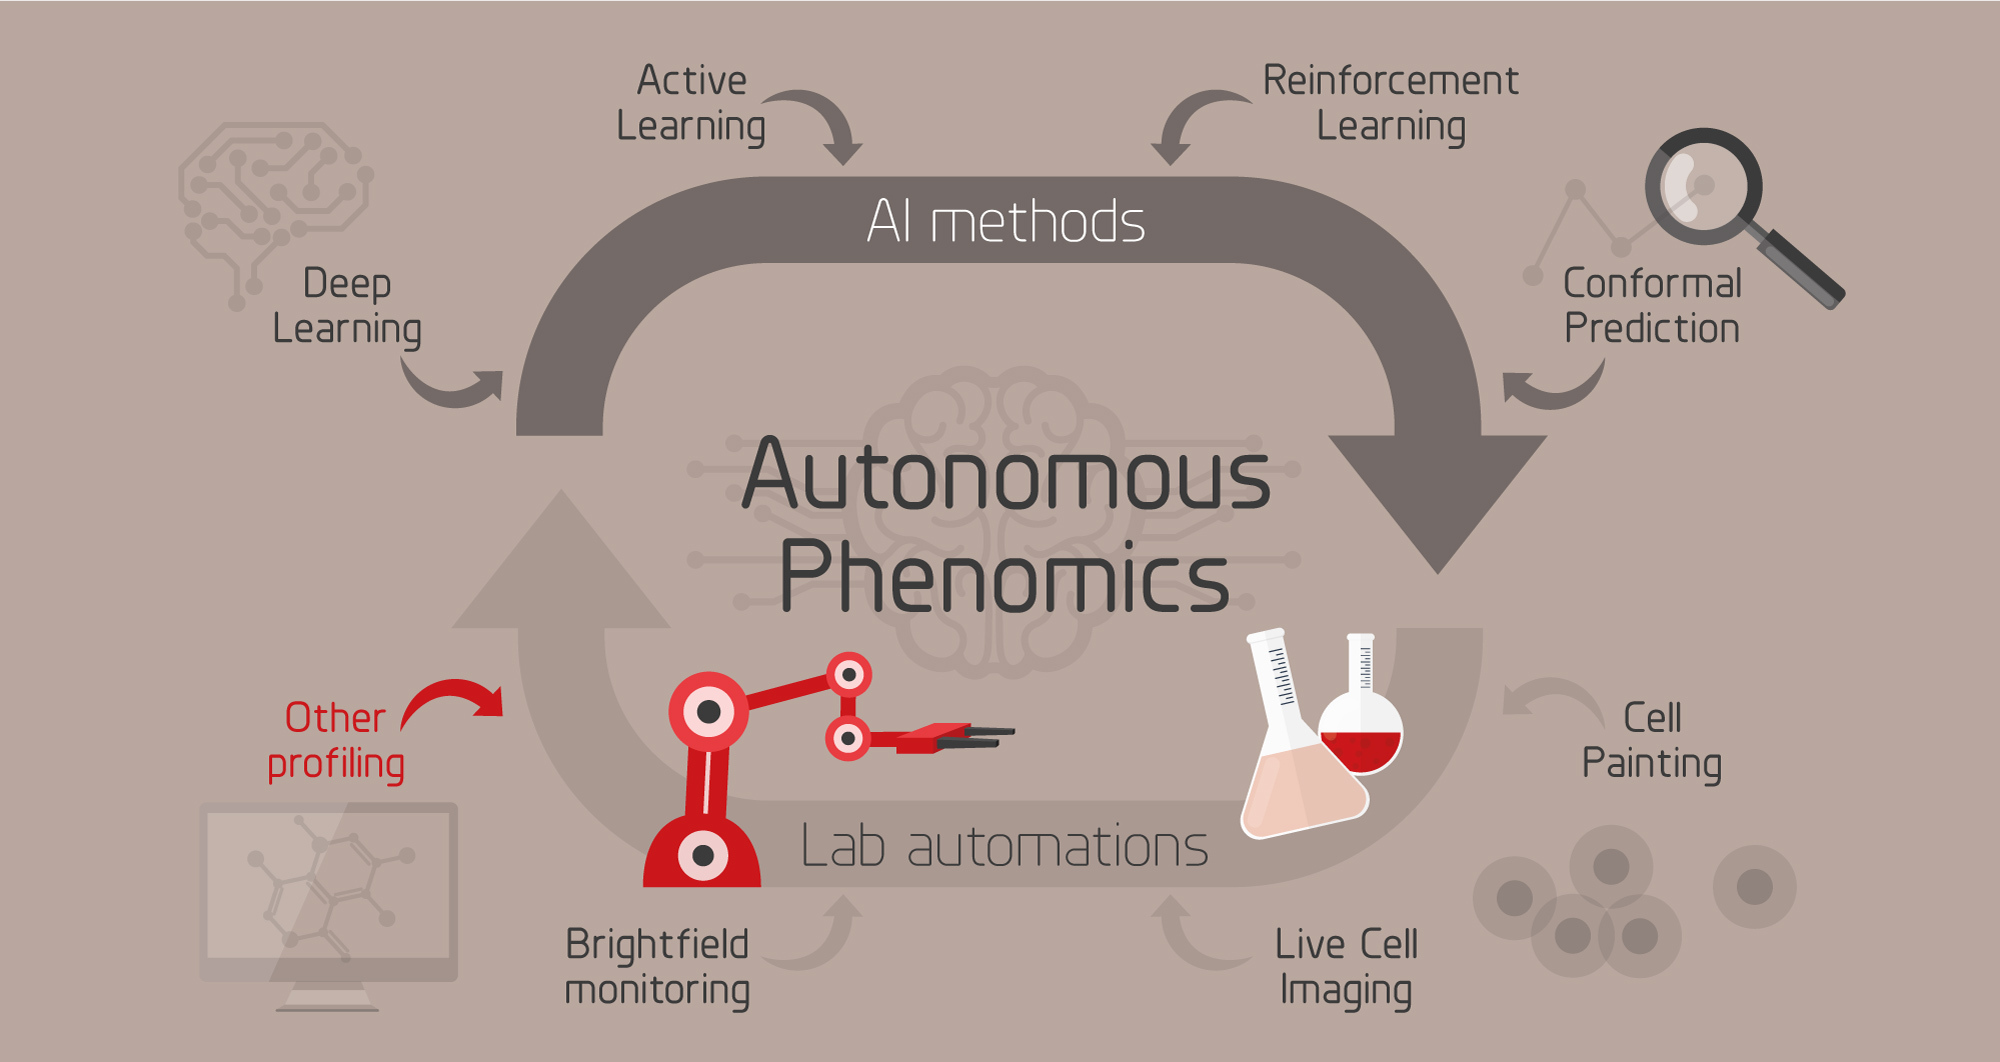 Active
Learning
Reinforcement
Learning
AI methods
Deep
Learning
Conformal
Prediction
Autonomous
Phenomics
Other
profiling
Cell
Painting
Lab automations
Brightfield
monitoring
Live Cell
Imaging